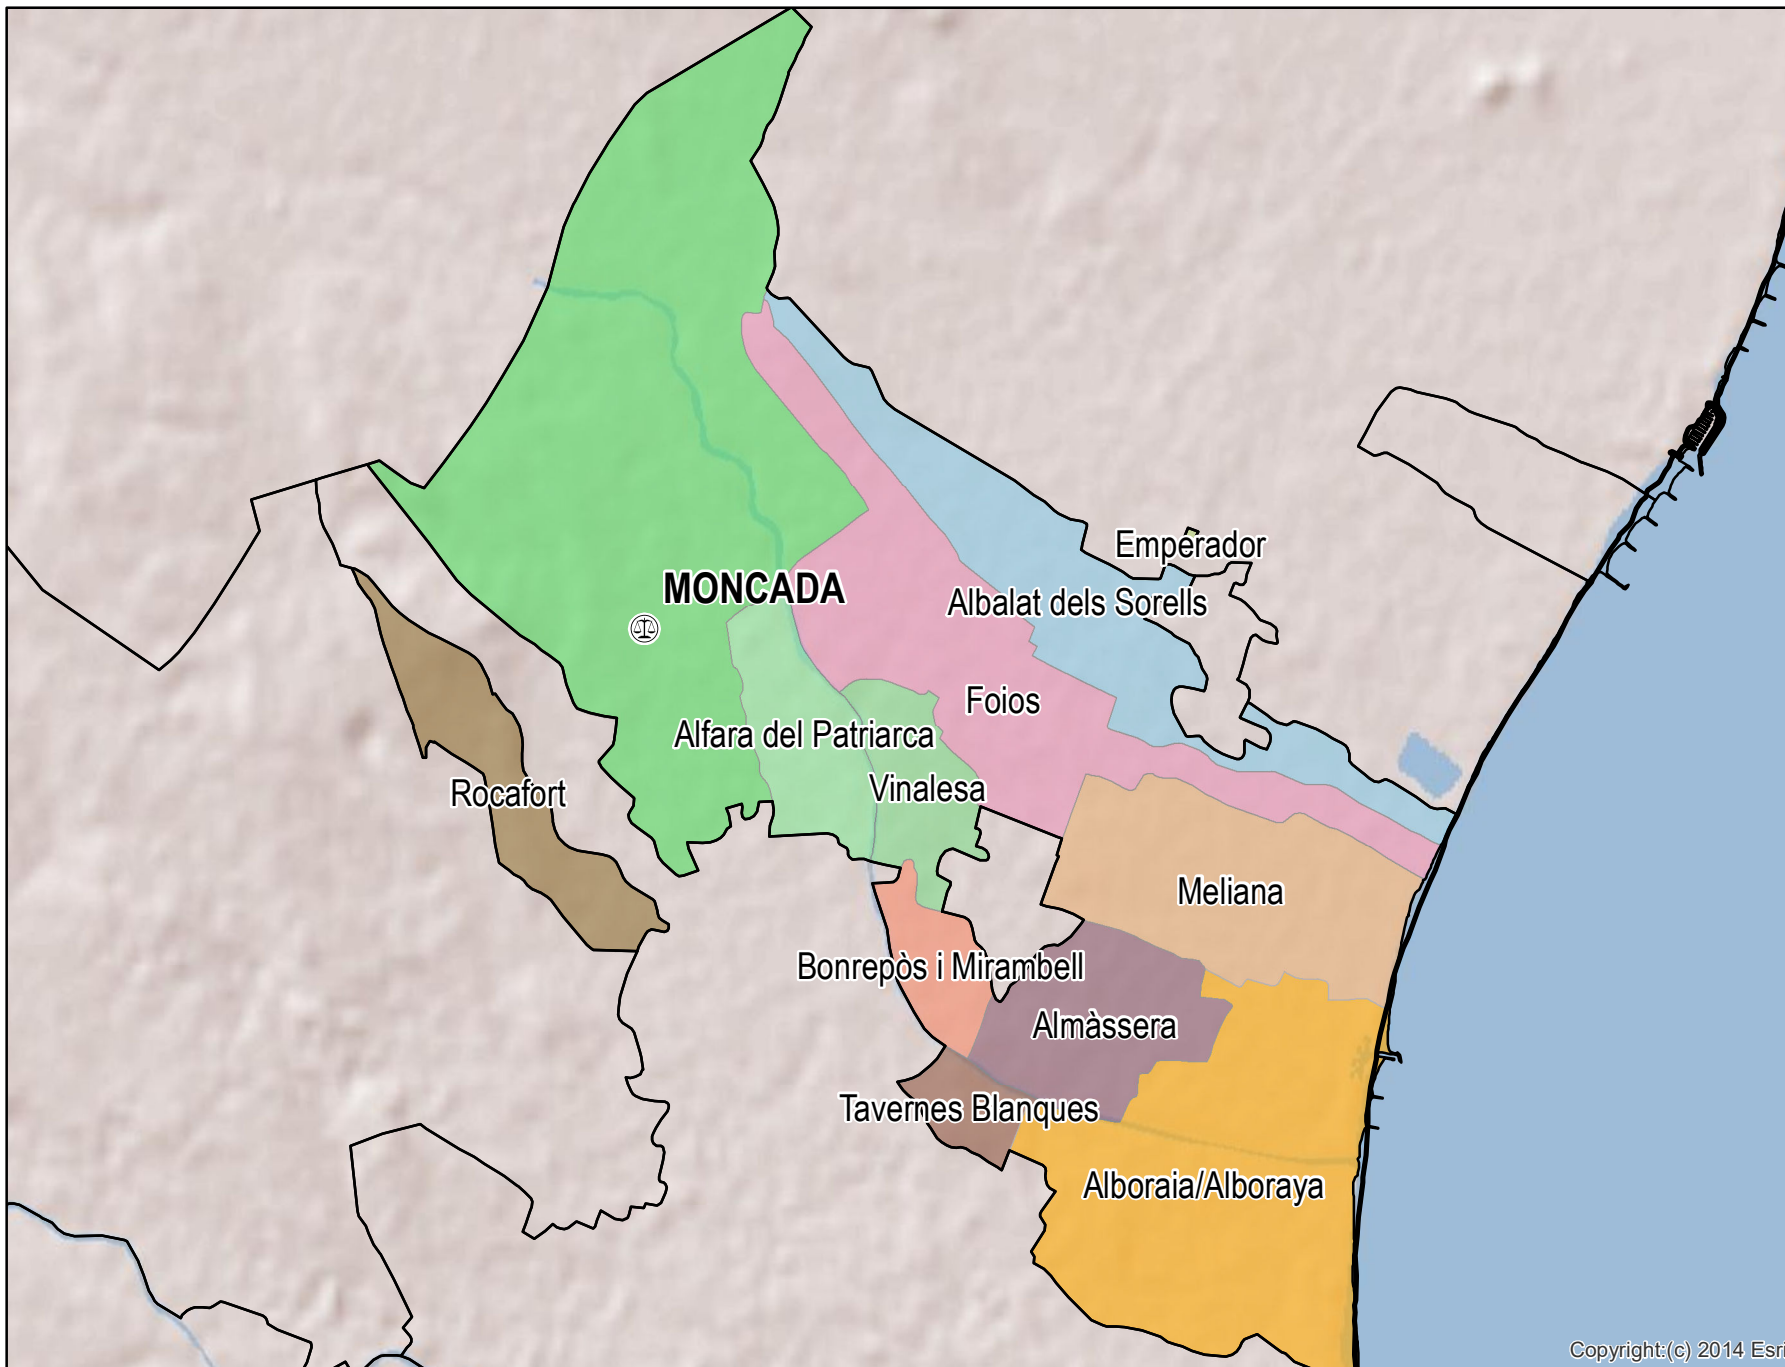 Emperador
MONCADA
Albalat dels Sorells
Foios
Alfara del Patriarca
Vinalesa
Rocafort
Meliana
Bonrepòs i Mirambell
Almàssera
Tavernes Blanques
Alboraia/Alboraya
Copyright:(c) 2014 Esri